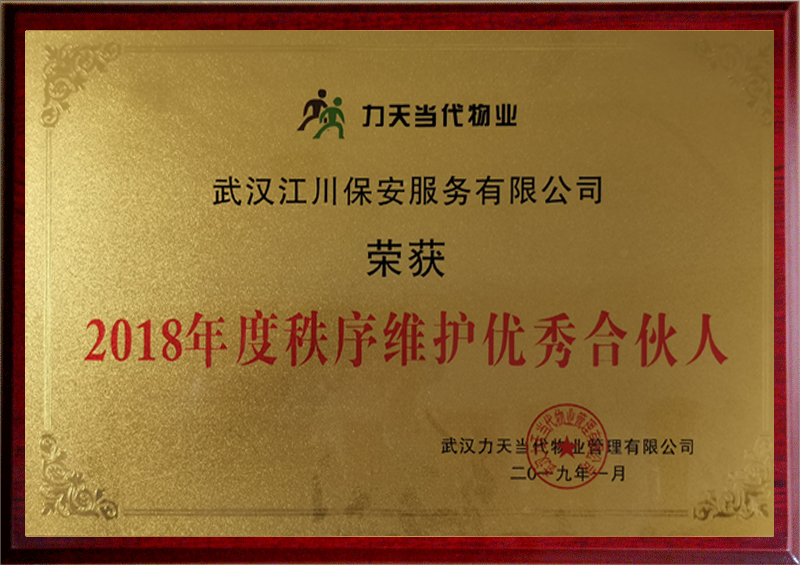 力天当代物业
武汉江川保安服务有限公司
荣获
2018年度秩序维护优秀合伙人
武汉力天当代物业管理有限公司
二〇一九年一月